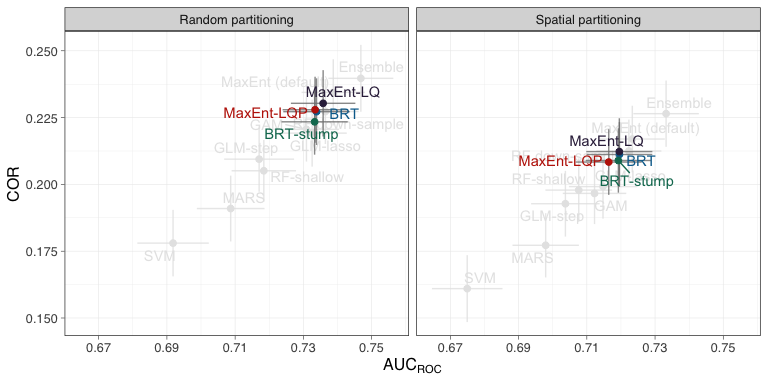 Random partitioning
Spatial partitioning
COR
0.250
0.225
0.200
0.175
0.150
Ensemble
MaxEnt (default)
MaxEnt-LQ
MaxEnt-LQP
BRT
BRT-stump
GLM-lasso
GLM-step
RF-shallow
MARS
SVM
Ensemble
MaxEnt (default)
MaxEnt-LQ
MaxEnt-LQP
BRT
RF-shallow
BRT-stump
GAM
GLM-step
MARS
SVM
0.67
0.69
0.71
0.73
0.75
0.67
0.69
0.71
0.73
0.75
AUCROC